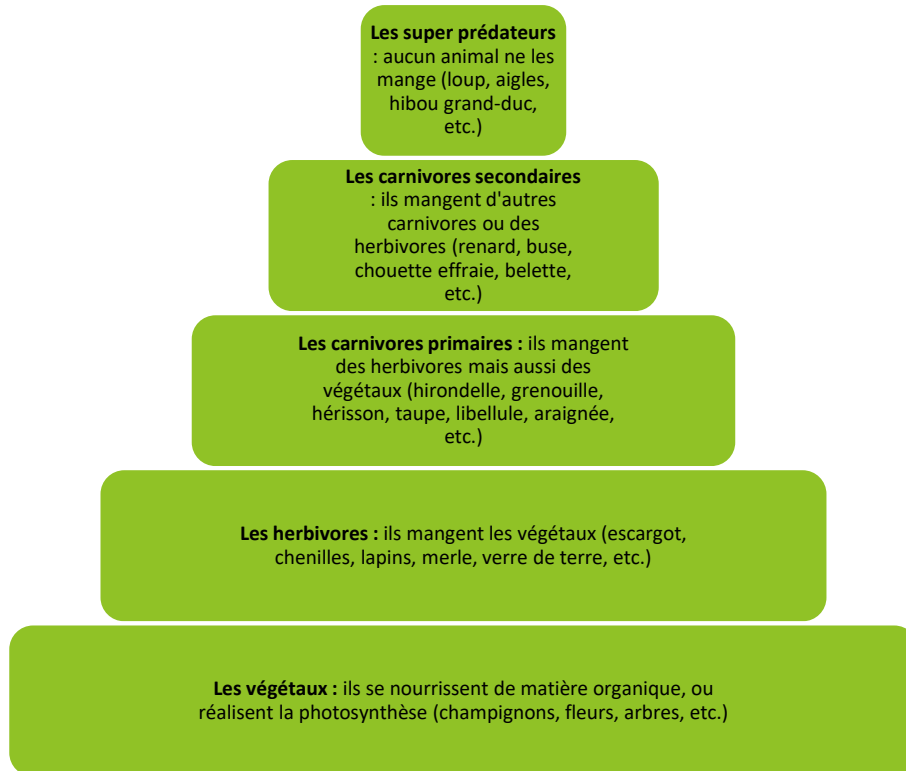 Les super prédateurs
: aucun animal ne les
mange (loup, aigles,
hibou grand-duc,
etc.)
Les carnivores secondaires
: ils mangent d'autres
carnivores ou des
herbivores (renard, buse,
chouette effraie, belette,
etc.)
Les carnivores primaires : ils mangent
des herbivores mais aussi des
végétaux (hirondelle, grenouille,
hérisson, taupe, libellule, araignée,
etc.)
Les herbivores : ils mangent les végétaux (escargot,
chenilles, lapins, merle, verre de terre, etc.)
Les végétaux : ils se nourrissent de matière organique, ou
réalisent la photosynthèse (champignons, fleurs, arbres, etc.)